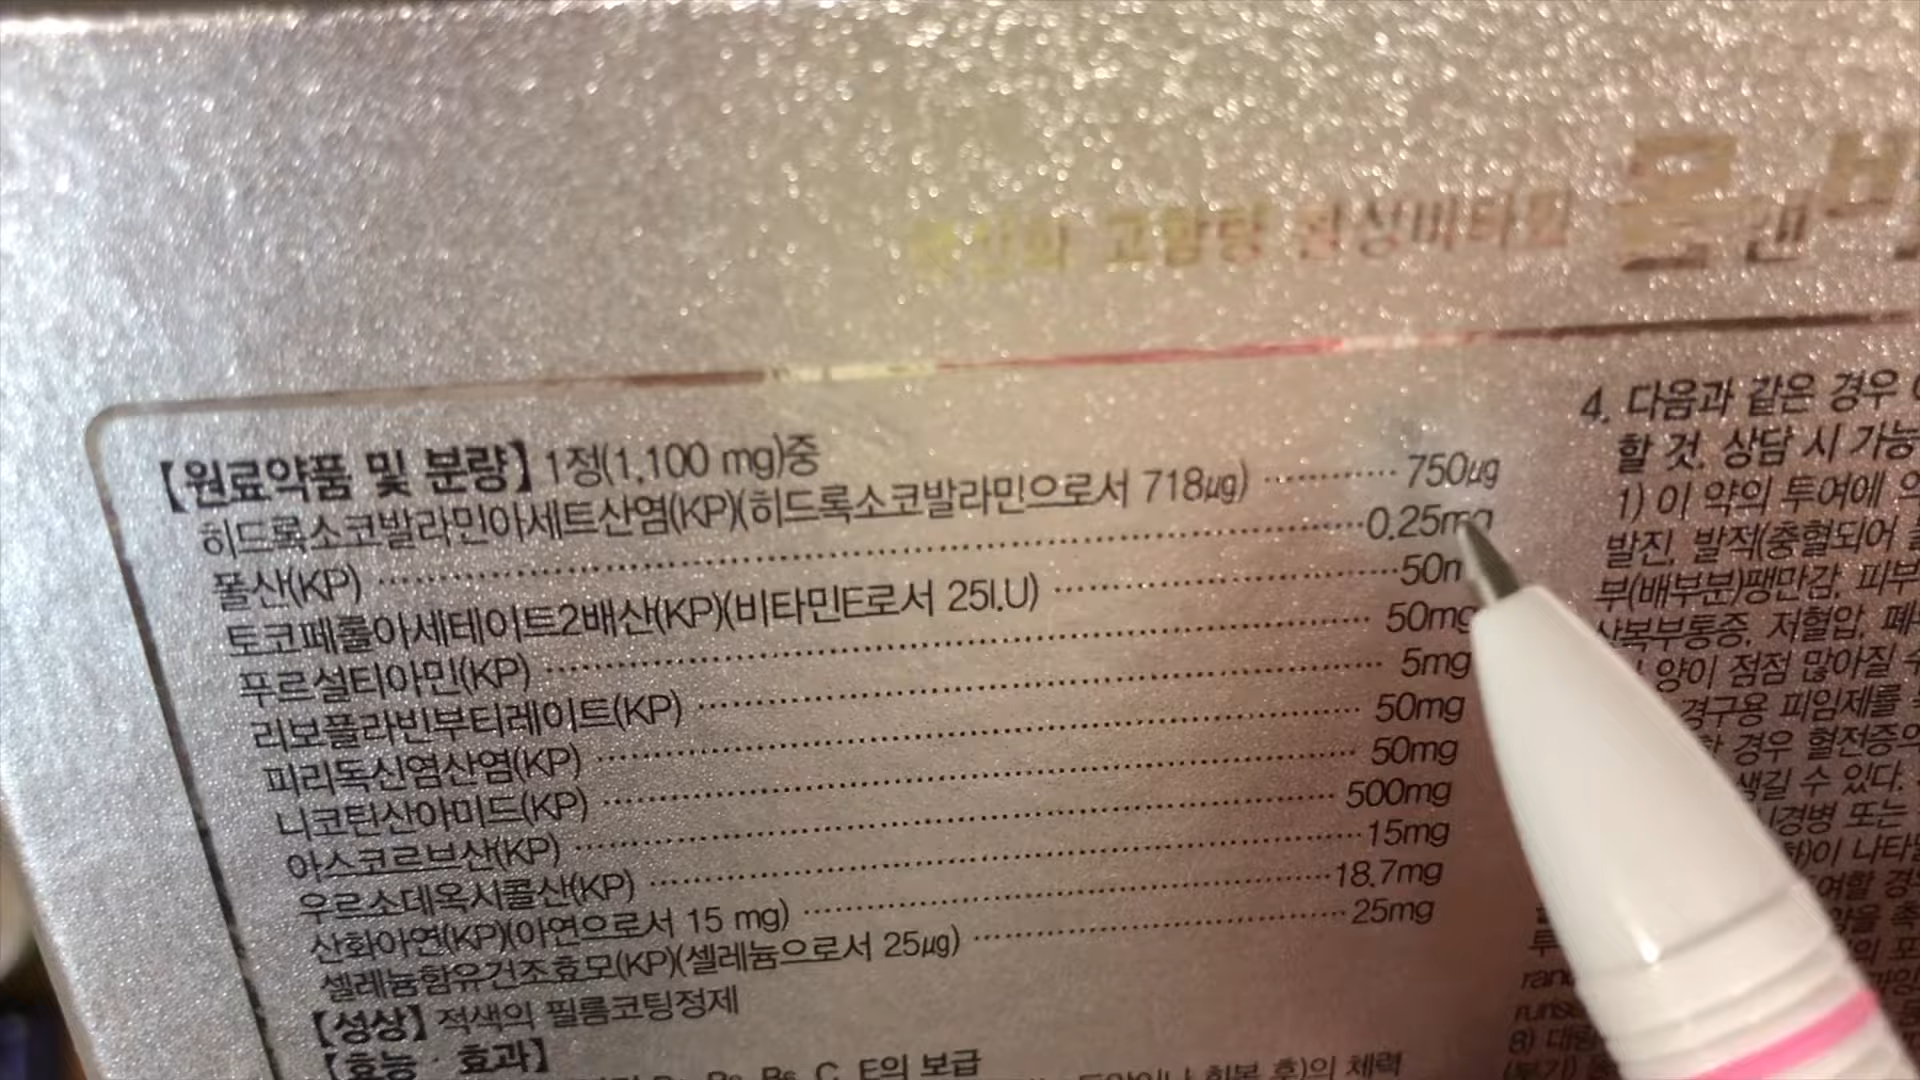 고함량 활성비타민
【원료약품 및 분량】 1정(1,100 mg)중
히드록소코발라민아세트산염(KP)(히드록소코발라민으로서 718㎍) 750㎍
폴산(KP) 0.25mg
토코페롤아세테이트2배산(KP)(비타민E로서 25I.U) 50m
푸르설티아민(KP) 50mg
리보플라빈부티레이트(KP) 5mg
피리독신염산염(KP) 50mg
니코틴산아미드(KP) 50mg
아스코르브산(KP) 500mg
우르소데옥시콜산(KP) 15mg
산화아연(KP)(아연으로서 15 mg) 18.7mg
셀레늄함유건조효모(KP)(셀레늄으로서 25㎍) 25mg
【성상】 적색의 필름코팅정제
【효능 · 효과】
C, E의 보급
체력
4. 다음과 같은 경우
할 것. 상담 시 가능
1) 이 약의 투여에
발진, 발적(충혈되어
부(배부분)팽만감, 피부
복부통증, 저혈압,
양이 점점 많아질
경구용 피임제를
경우 혈전증의
생길 수 있다.
또는